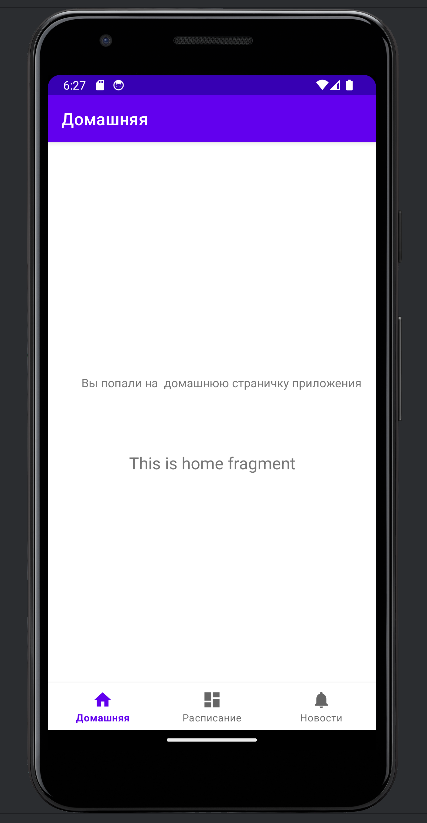 6:27
Домашняя
Вы попали на  домашнюю страничку приложения
This is home fragment
Домашняя
Расписание
Новости